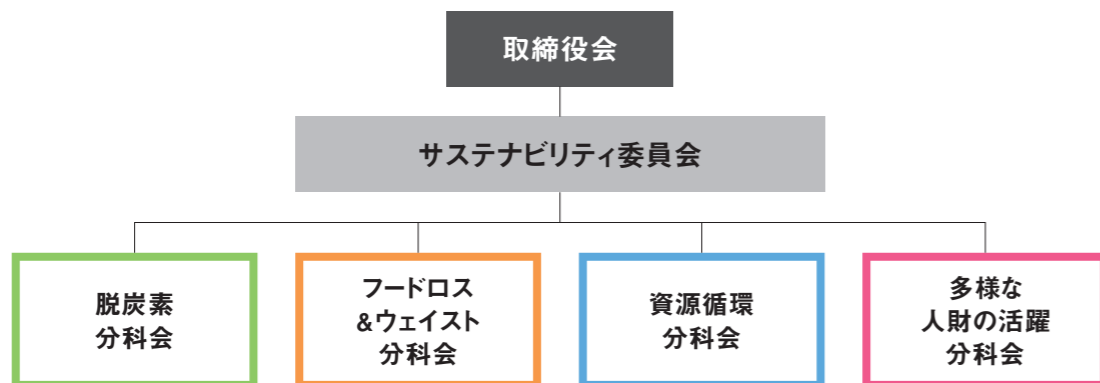 取締役会
サステナビリティ委員会
脱炭素
分科会
フードロス
&ウェイスト
分科会
資源循環
分科会
多様な
人財の活躍
分科会